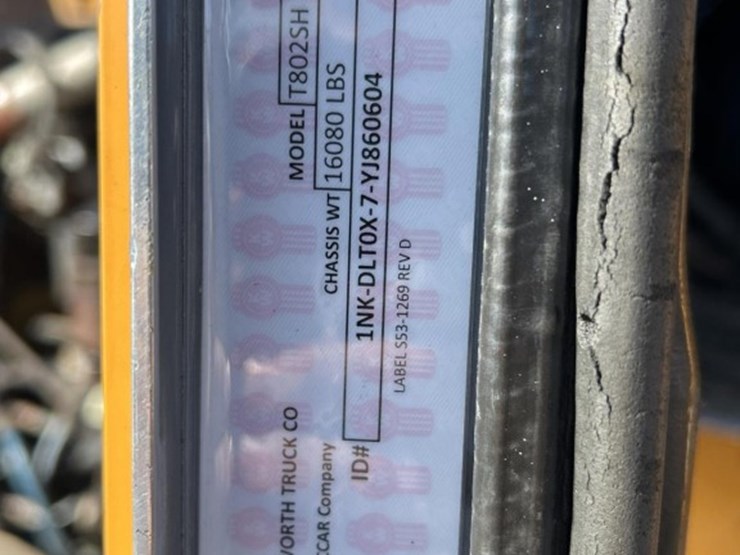 WORTH TRUCK CO
CCAR Company
MODEL T802SH
CHASSIS WT 16080 LBS
ID# 1NK-DLT0X-7-YJ860604
LABEL S53-1269 REV D